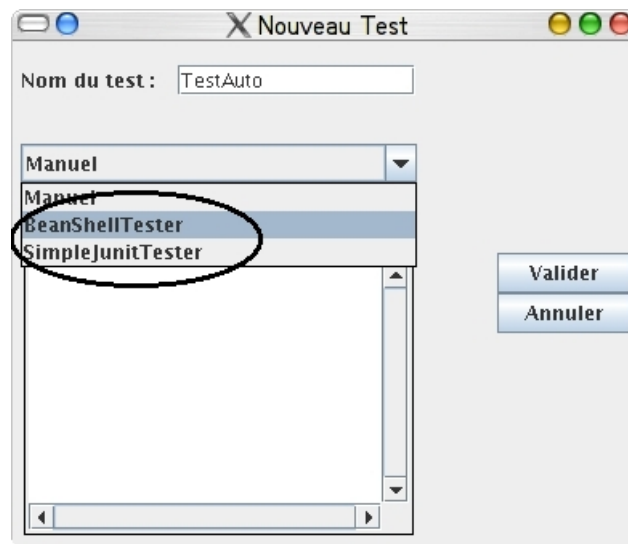 Nouveau Test
Nom du test : TestAuto
Manuel
Manuel
BeanShellTester
SimpleJunitTester
Valider
Annuler